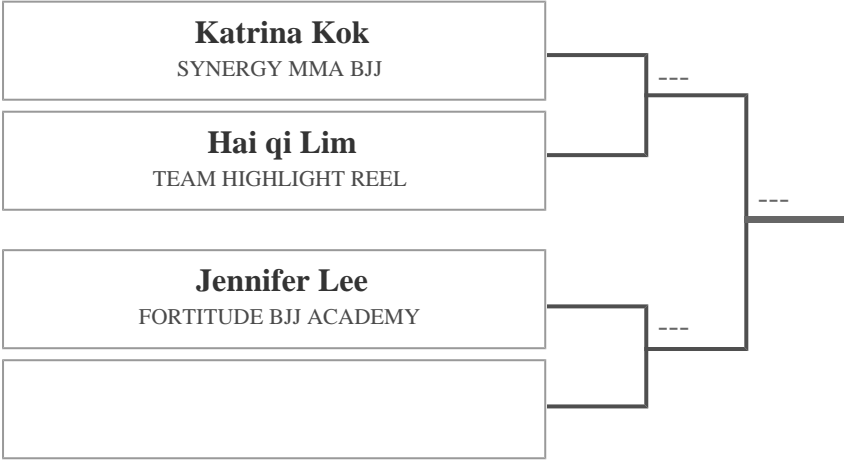 Katrina Kok
SYNERGY MMA BJJ
---
Hai qi Lim
TEAM HIGHLIGHT REEL
---
Jennifer Lee
FORTITUDE BJJ ACADEMY
---